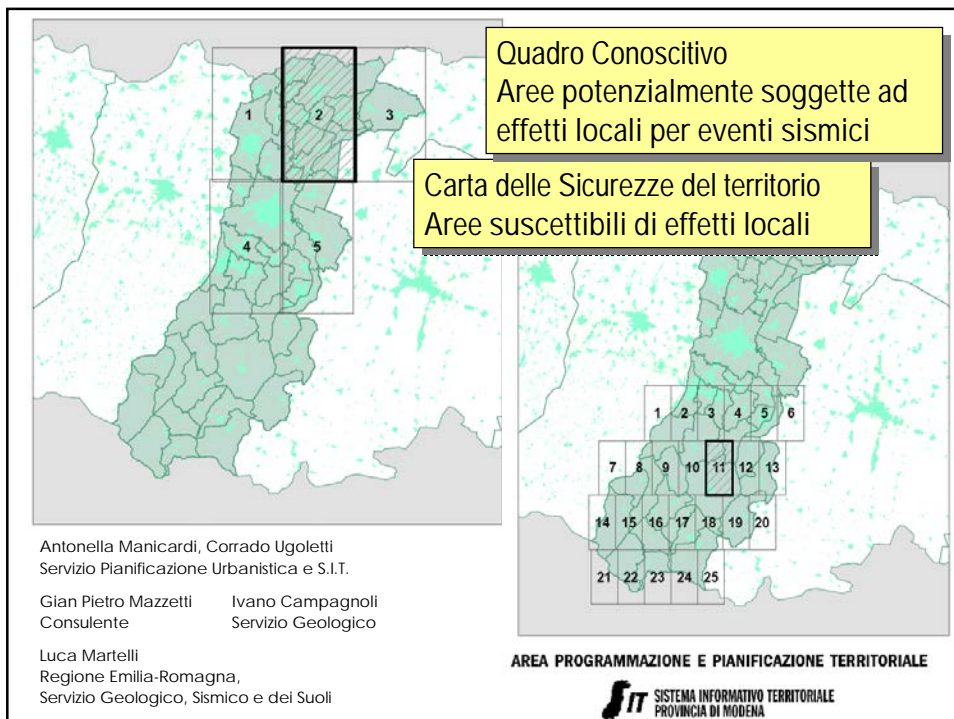 Quadro Conoscitivo
Aree potenzialmente soggette ad
effetti locali per eventi sismici
Carta delle Sicurezze del territorio
Aree suscettibili di effetti locali
1 2 3
4 5
1 2 3 4 5 6
7 8 9 10 11 12 13
14 15 16 17 18 19 20
21 22 23 24 25
Antonella Manicardi, Corrado Ugoletti
Servizio Pianificazione Urbanistica e S.I.T.
Gian Pietro Mazzetti Ivano Campagnoli
Consulente Servizio Geologico
Luca Martelli
Regione Emilia-Romagna,
Servizio Geologico, Sismico e dei Suoli
AREA PROGRAMMAZIONE E PIANIFICAZIONE TERRITORIALE
SIT SISTEMA INFORMATIVO TERRITORIALE
PROVINCIA DI MODENA